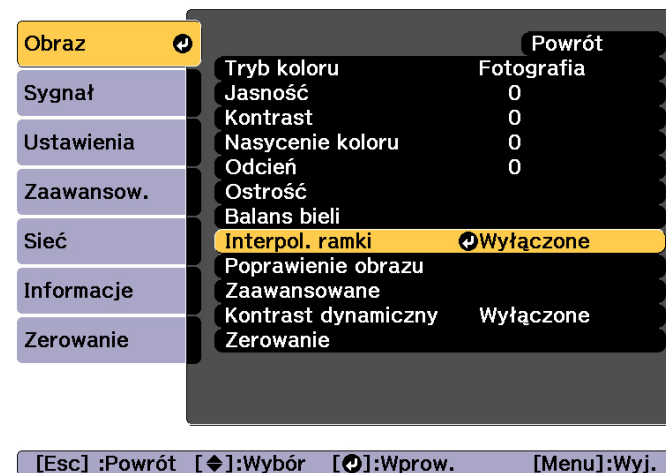 Obraz
Sygnał
Ustawienia
Zaawansow.
Sieć
Informacje
Zerowanie
Powrót
Tryb koloru Fotografia
Jasność 0
Kontrast 0
Nasycenie koloru 0
Odcień 0
Ostrość
Balans bieli
Interpol. ramki Wyłączone
Poprawienie obrazu
Zaawansowane
Kontrast dynamiczny Wyłączone
Zerowanie
[Esc] :Powrót [◆]:Wybór [↵]:Wprow. [Menu]:Wyj.